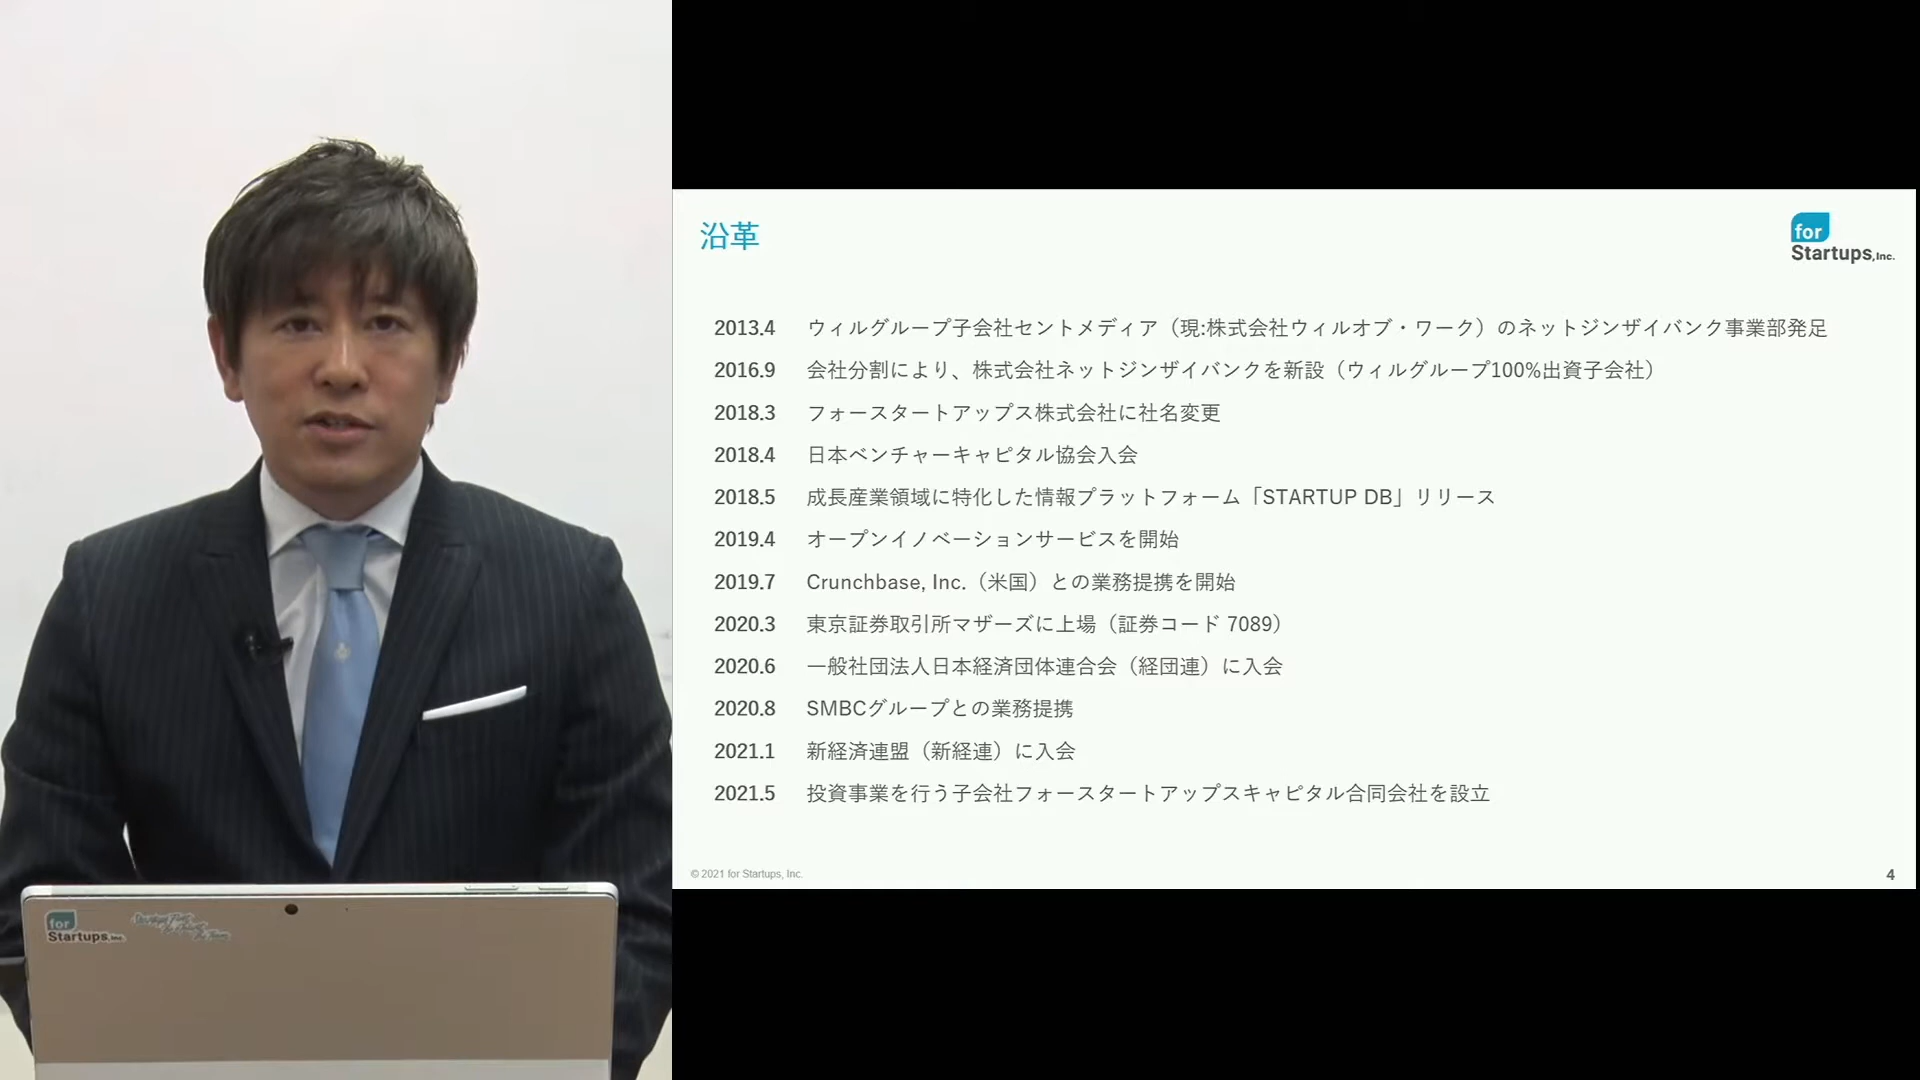 沿革
for
Startups,Inc.
2013.4 ウィルグループ子会社セントメディア（現:株式会社ウィルオブ・ワーク）のネットジンザイバンク事業部発足
2016.9 会社分割により、株式会社ネットジンザイバンクを新設（ウィルグループ100%出資子会社）
2018.3 フォースタートアップス株式会社に社名変更
2018.4 日本ベンチャーキャピタル協会入会
2018.5 成長産業領域に特化した情報プラットフォーム「STARTUP DB」リリース
2019.4 オープンイノベーションサービスを開始
2019.7 Crunchbase, Inc.（米国）との業務提携を開始
2020.3 東京証券取引所マザーズに上場（証券コード 7089）
2020.6 一般社団法人日本経済団体連合会（経団連）に入会
2020.8 SMBCグループとの業務提携
2021.1 新経済連盟（新経連）に入会
2021.5 投資事業を行う子会社フォースタートアップスキャピタル合同会社を設立
© 2021 for Startups, Inc.
4
for
Startups,Inc.